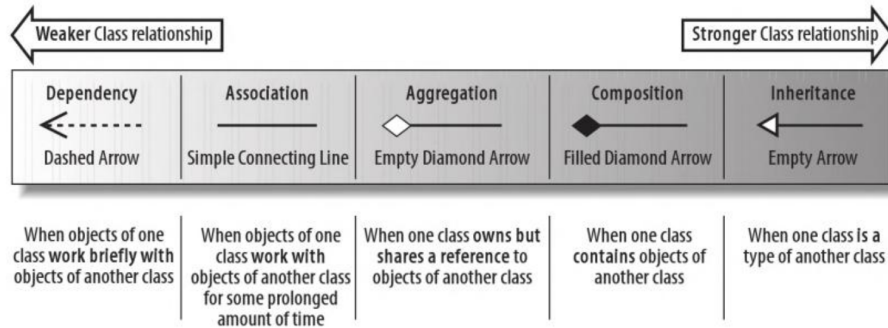 Weaker Class relationship
Stronger Class relationship
Dependency
Association
Aggregation
Composition
Inheritance
Dashed Arrow
Simple Connecting Line
Empty Diamond Arrow
Filled Diamond Arrow
Empty Arrow
When objects of one
class work briefly with
objects of another class
When objects of one
class work with
objects of another class
for some prolonged
amount of time
When one class owns but
shares a reference to
objects of another class
When one class
contains objects of
another class
When one class is a
type of another class